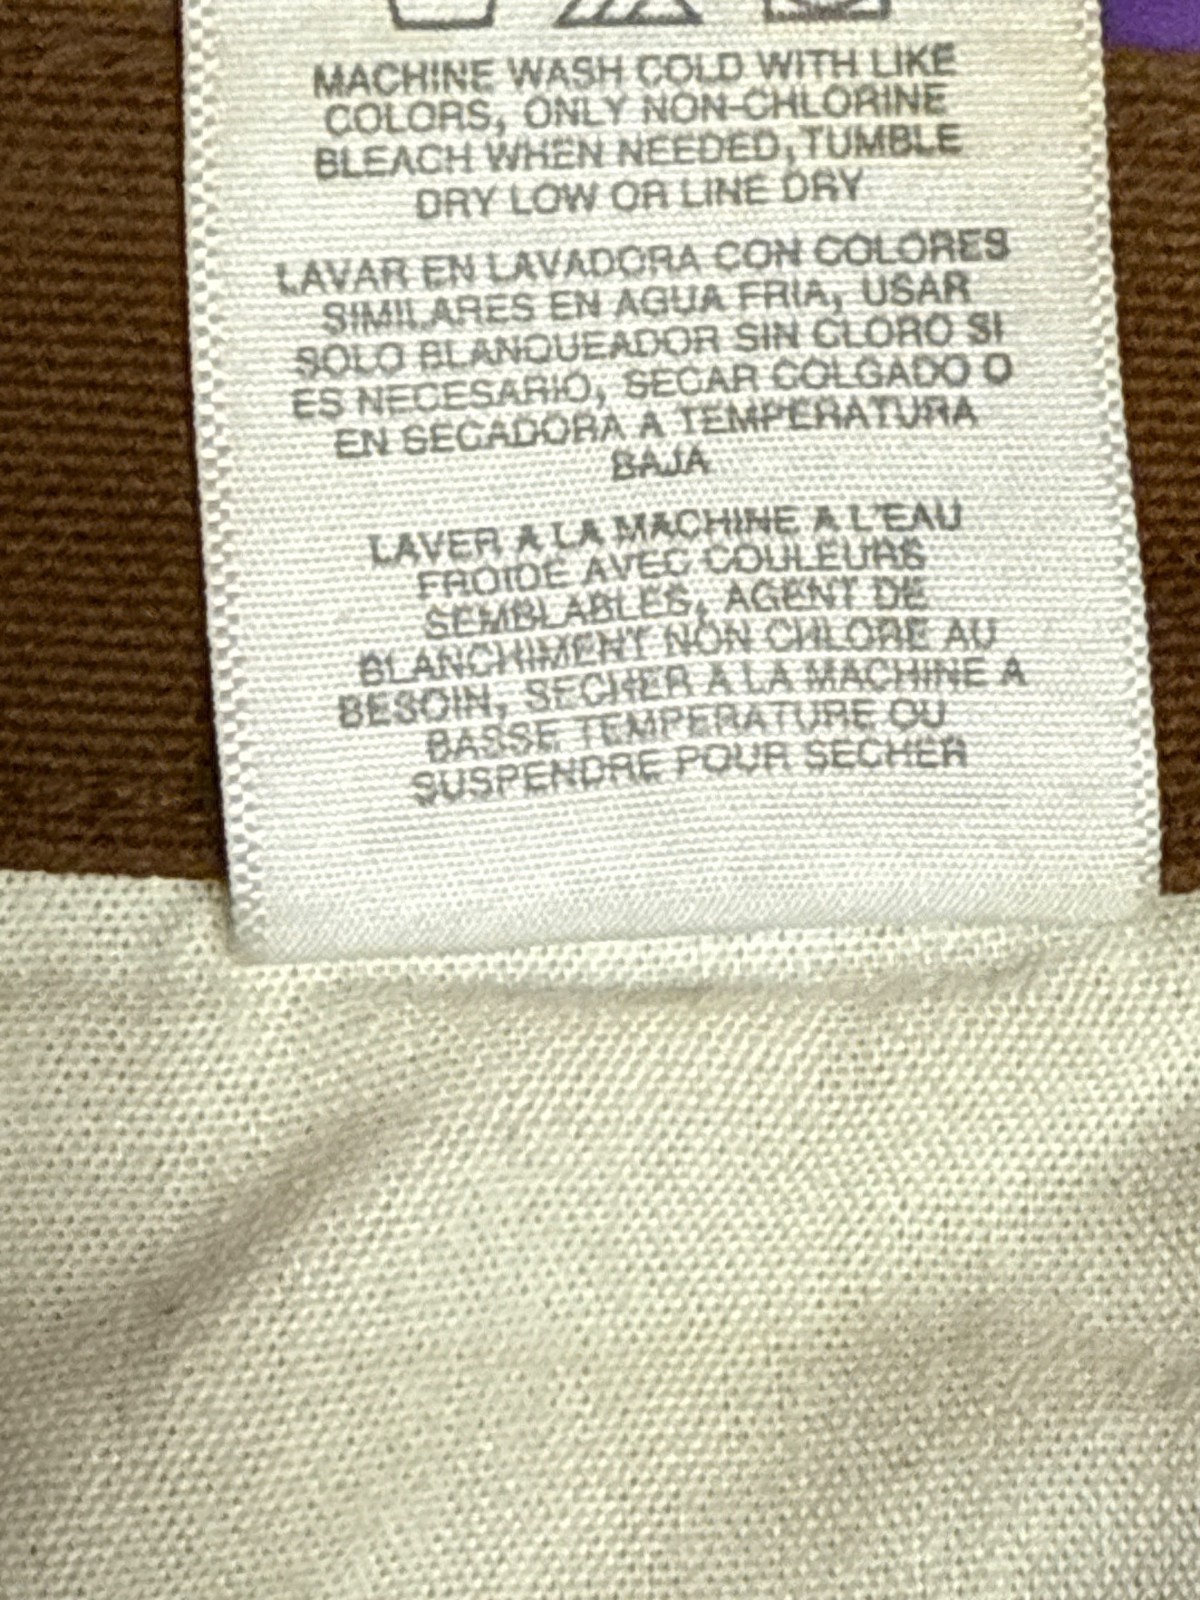 MACHINE WASH COLD WITH LIKE
COLORS, ONLY NON-CHLORINE
BLEACH WHEN NEEDED, TUMBLE
DRY LOW OR LINE DRY
LAVAR EN LAVADORA CON COLORES
SIMILARES EN AGUA FRIA, USAR
SOLO BLANQUEADOR SIN CLORO SI
ES NECESARIO, SECAR COLGADO O
EN SECADORA A TEMPERATURA
BAJA
LAVER A LA MACHINE A L'EAU
FROIDE AVEC COULEURS
SEMBLABLES, AGENT DE
BLANCHIMENT NON CHLORE AU
BESOIN, SECHER A LA MACHINE A
BASSE TEMPERATURE OU
SUSPENDRE POUR SECHER